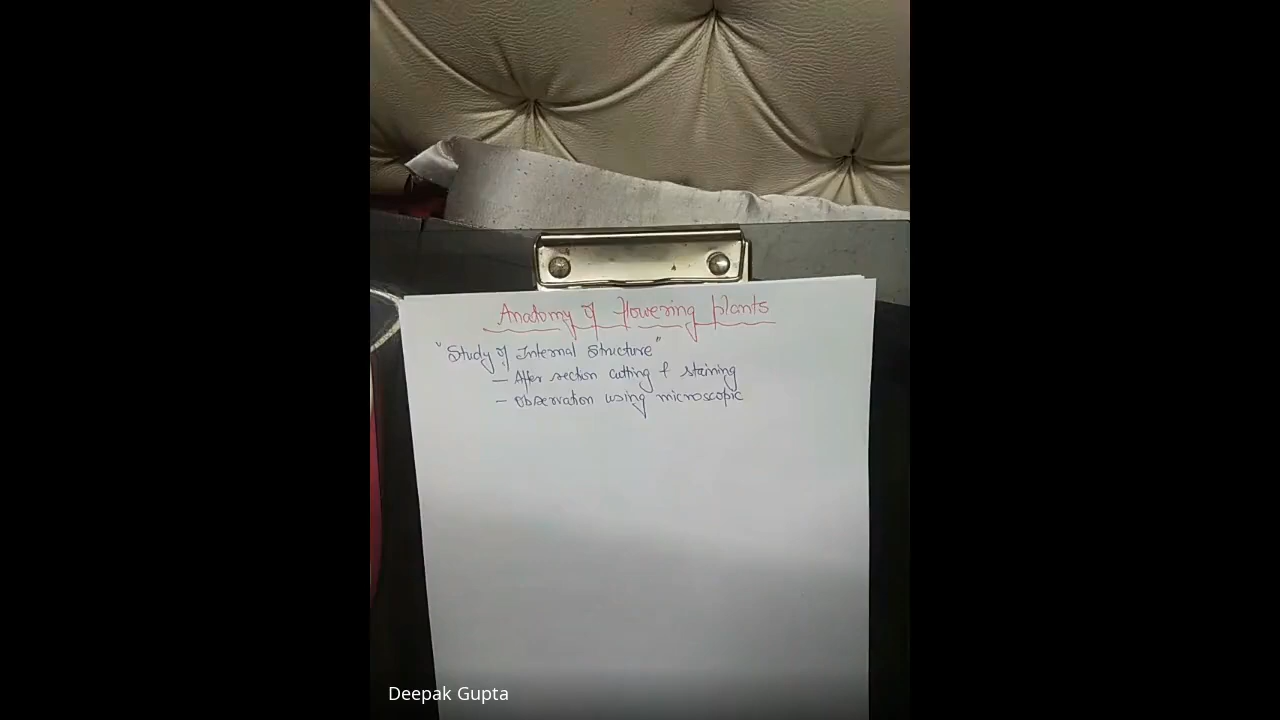 Anatomy of flowering plants
"Study of Internal Structure"
— After section cutting & staining
— Observation using microscopic
Deepak Gupta